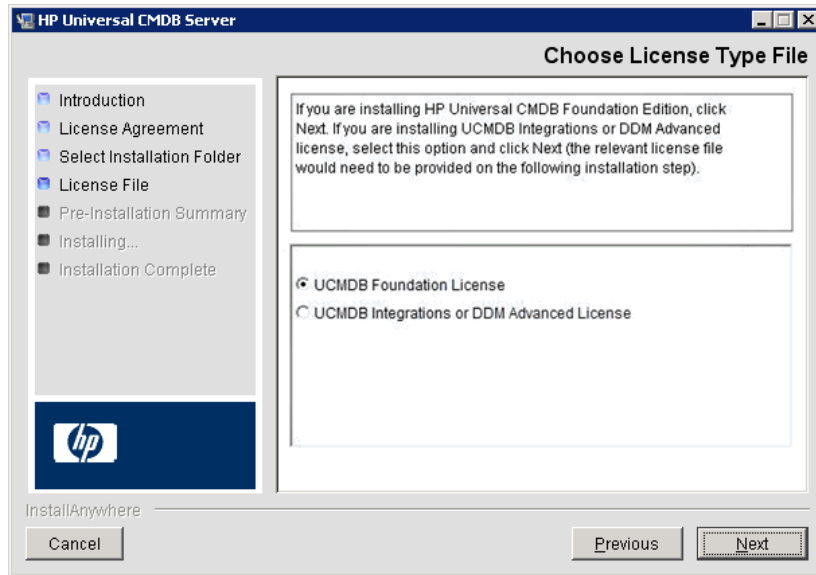 HP Universal CMDB Server
Choose License Type File
Introduction
License Agreement
Select Installation Folder
License File
Pre-Installation Summary
Installing...
Installation Complete
If you are installing HP Universal CMDB Foundation Edition, click
Next. If you are installing UCMDB Integrations or DDM Advanced
license, select this option and click Next (the relevant license file
would need to be provided on the following installation step).
UCMDB Foundation License
UCMDB Integrations or DDM Advanced License
hp
InstallAnywhere
Cancel
Previous
Next